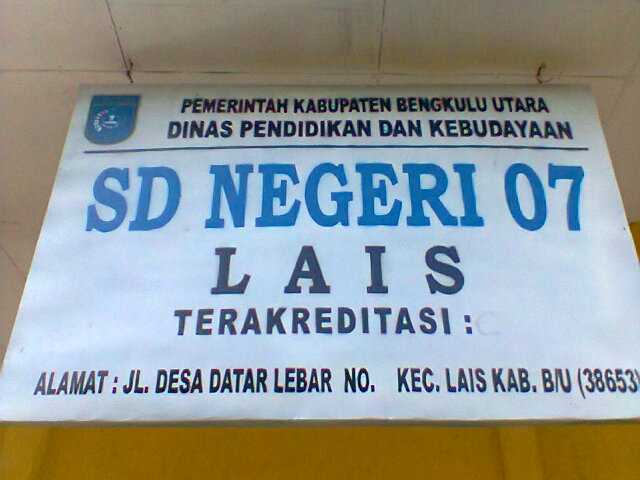 PEMERINTAH KABUPATEN BENGKULU UTARA
DINAS PENDIDIKAN DAN KEBUDAYAAN
SD NEGERI 07
LAIS
TERAKREDITASI : C
ALAMAT : JL. DESA DATAR LEBAR NO. KEC. LAIS KAB. B/U (38653)